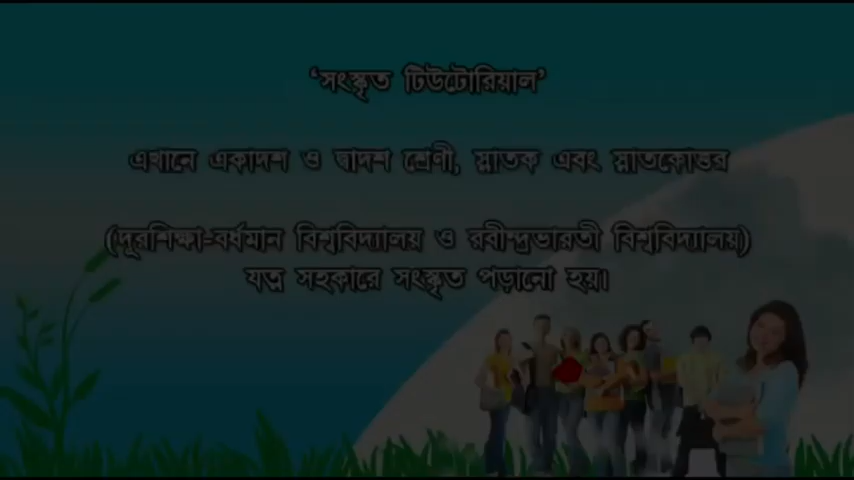 ‘সংস্কৃত টিউটোরিয়াল’
এখানে একাদশ ও দ্বাদশ শ্রেণী, স্নাতক এবং স্নাতকোত্তর
(দূরশিক্ষা-বর্ধমান বিশ্ববিদ্যালয় ও রবীন্দ্রভারতী বিশ্ববিদ্যালয়)
যত্ন সহকারে সংস্কৃত পড়ানো হয়।